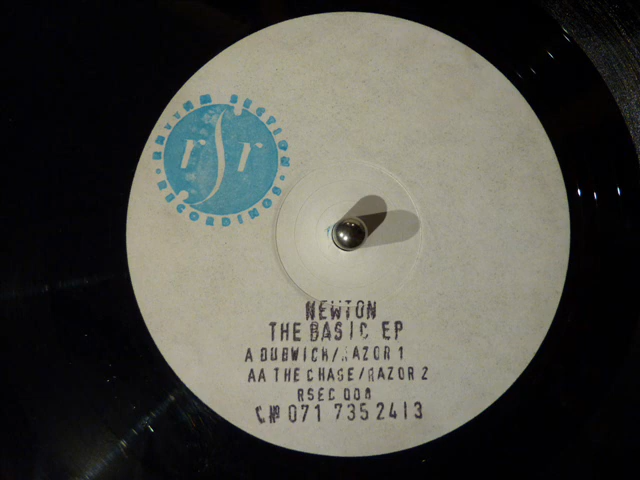 RHYTHM SECTION
rſr
RECORDINGS
NEWTON
THE BASIC EP
A DUBWICH/RAZOR 1
AA THE CHASE/RAZOR 2
RSEC 008
C№ 071 735 2413